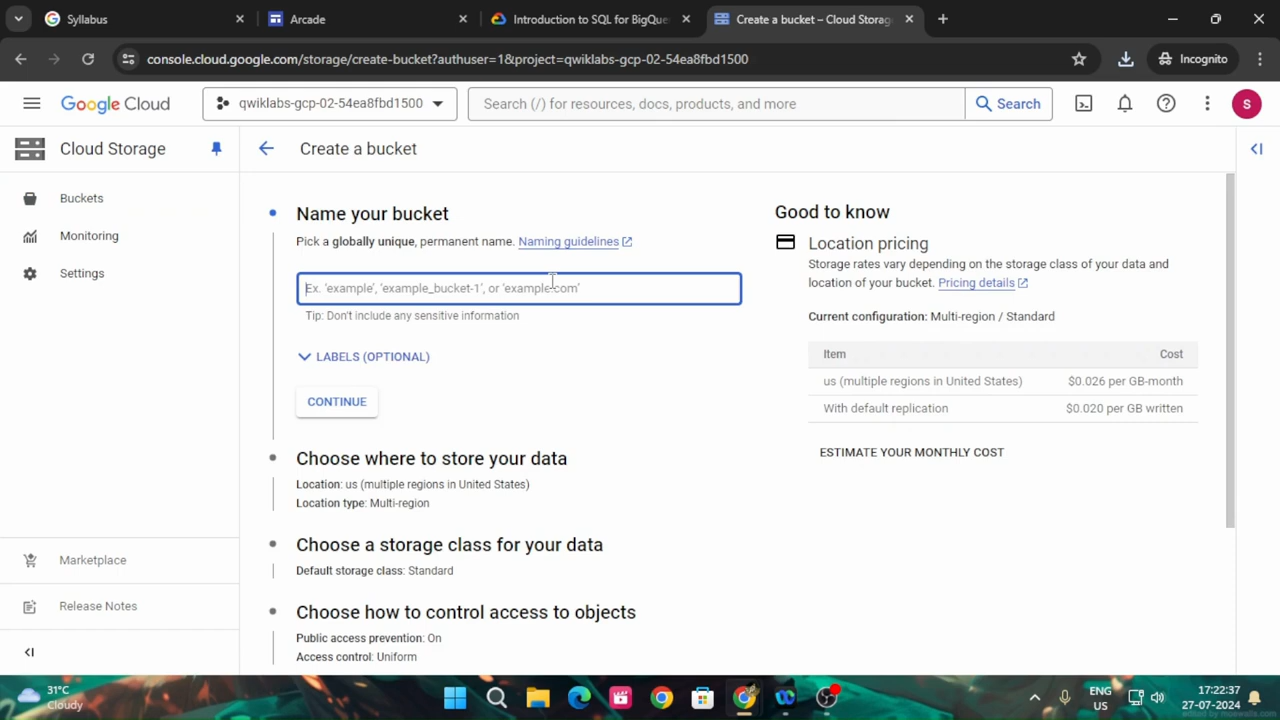 Syllabus
Arcade
Introduction to SQL for BigQue
Create a bucket – Cloud Storag
console.cloud.google.com/storage/create-bucket?authuser=1&project=qwiklabs-gcp-02-54ea8fbd1500
Incognito
Google Cloud
qwiklabs-gcp-02-54ea8fbd1500
Search (/) for resources, docs, products, and more
Search
S
Cloud Storage
Create a bucket
Buckets
Monitoring
Settings
Marketplace
Release Notes
Name your bucket
Pick a globally unique, permanent name. Naming guidelines
Ex. 'example', 'example_bucket-1', or 'example.com'
Tip: Don't include any sensitive information
LABELS (OPTIONAL)
CONTINUE
Choose where to store your data
Location: us (multiple regions in United States)
Location type: Multi-region
Choose a storage class for your data
Default storage class: Standard
Choose how to control access to objects
Public access prevention: On
Access control: Uniform
Good to know
Location pricing
Storage rates vary depending on the storage class of your data and
location of your bucket. Pricing details
Current configuration: Multi-region / Standard
Item Cost
us (multiple regions in United States) $0.026 per GB-month
With default replication $0.020 per GB written
ESTIMATE YOUR MONTHLY COST
31°C
Cloudy
ENG
US
17:22:37
27-07-2024